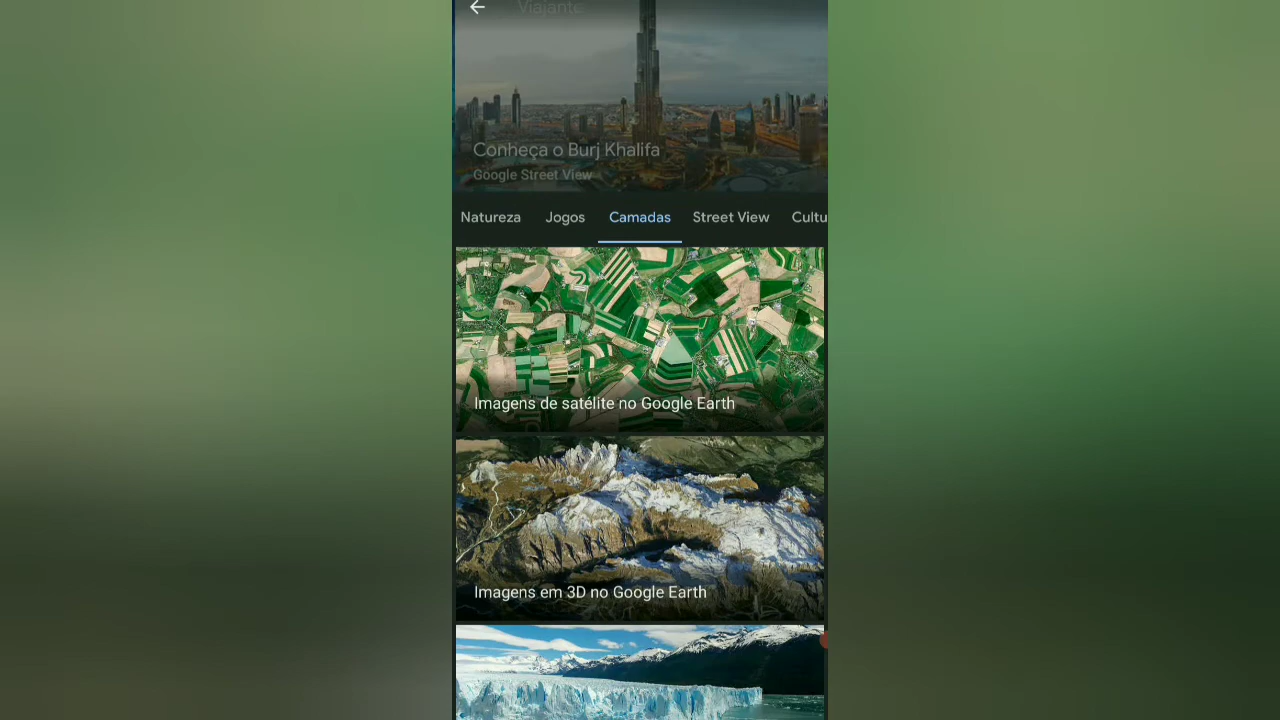 Viajante
Conheça o Burj Khalifa
Google Street View
Natureza Jogos Camadas Street View Cultu
Imagens de satélite no Google Earth
Imagens em 3D no Google Earth